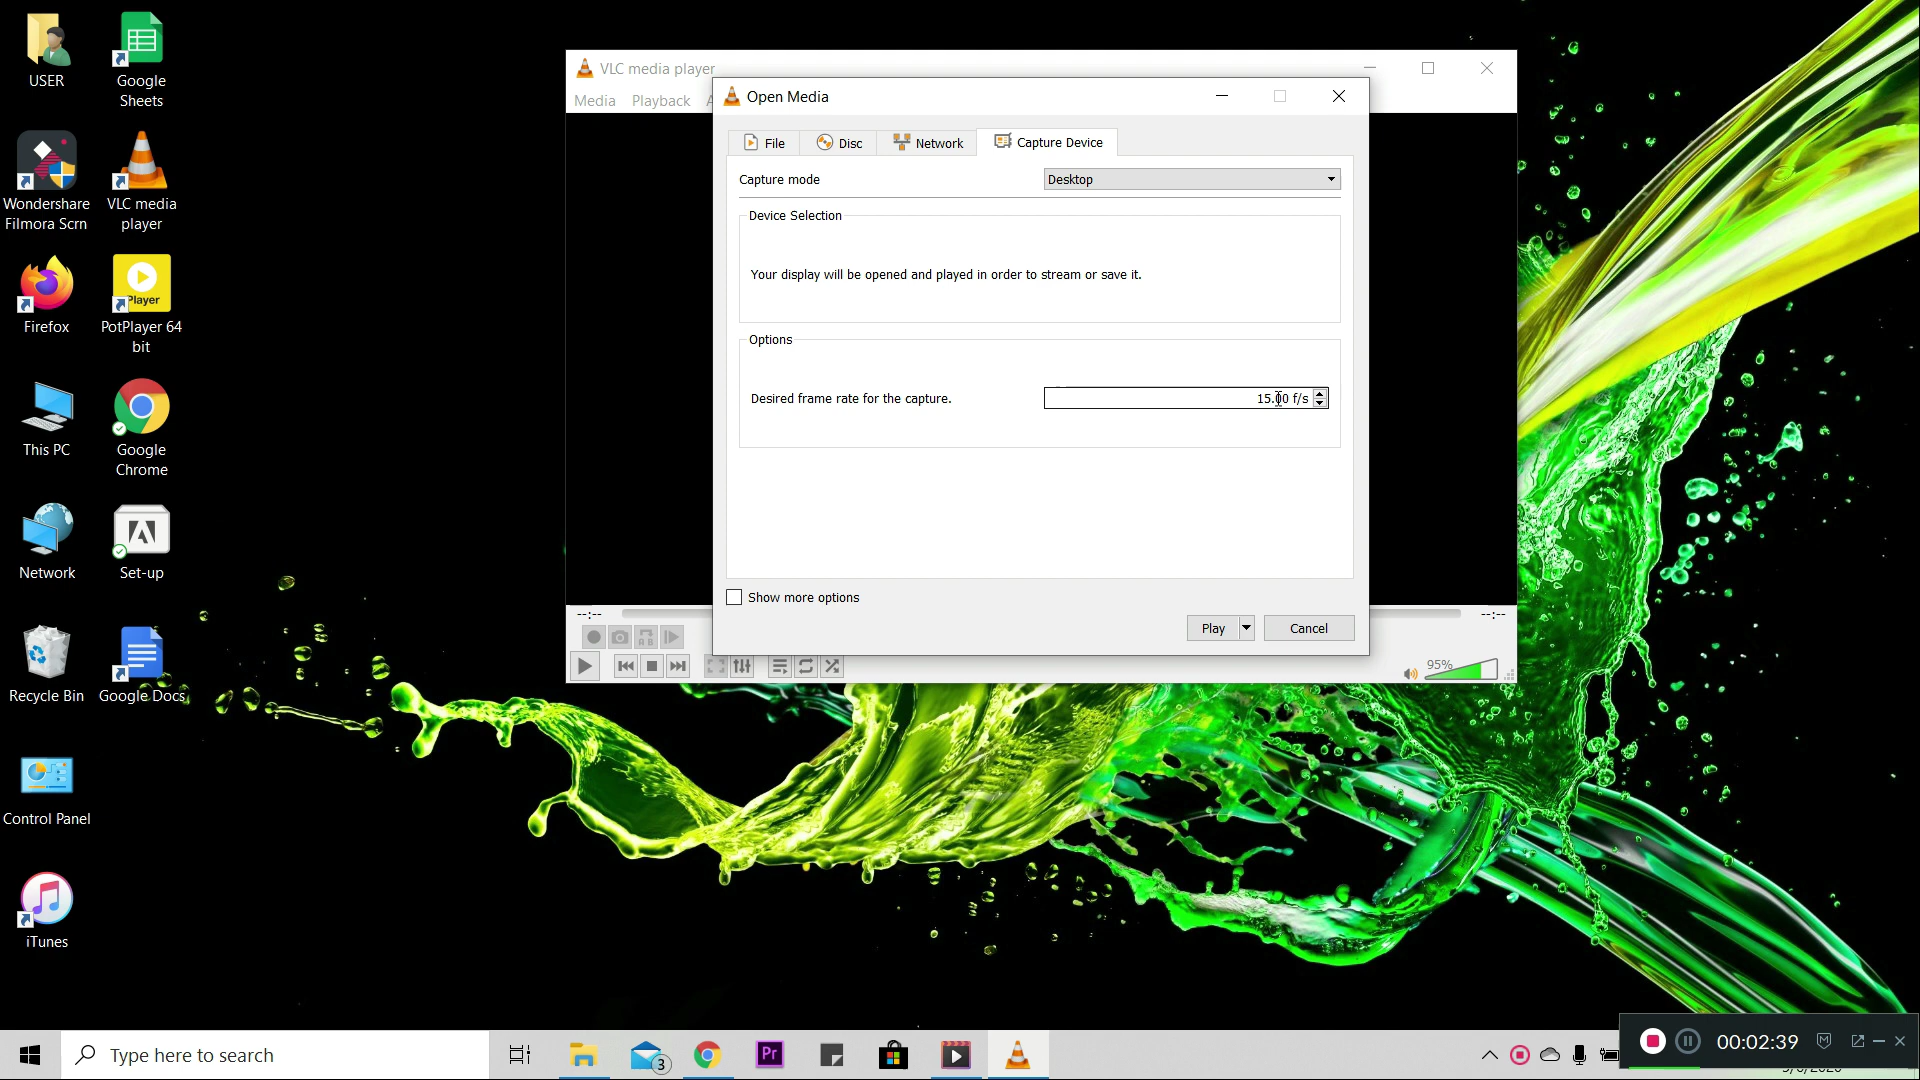 USER
Google
Sheets
Wondershare
Filmora Scrn
VLC media
player
Firefox
Player
PotPlayer 64
bit
This PC
Google
Chrome
Network
Set-up
Recycle Bin
Google Docs
Control Panel
iTunes
VLC media player
Media Playback
Open Media
File Disc Network Capture Device
Capture mode
Desktop
Device Selection
Your display will be opened and played in order to stream or save it.
Options
Desired frame rate for the capture.
15.00 f/s
Show more options
Play
Cancel
--:--
--:--
95%
Type here to search
3
Pr
00:02:39